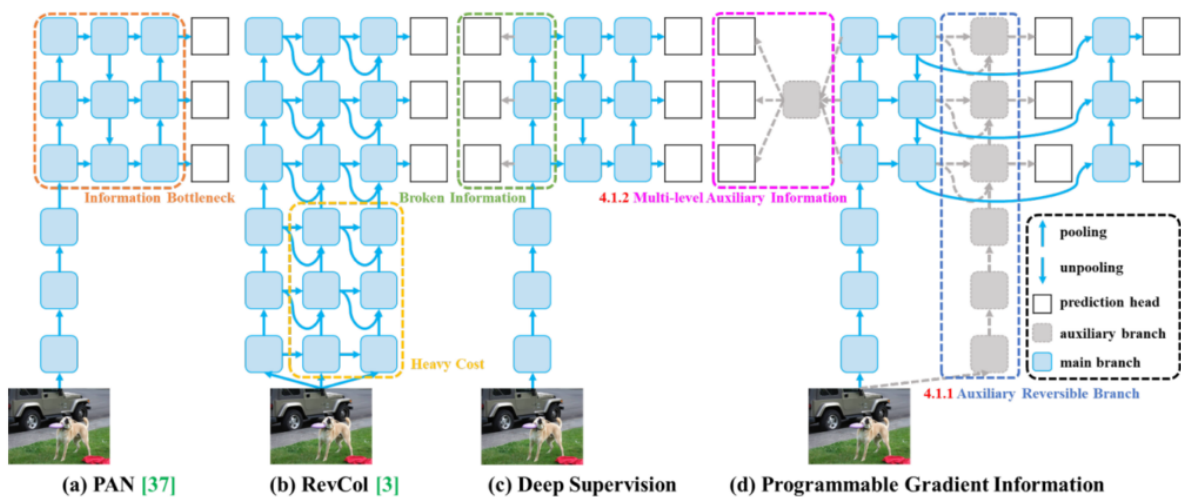 Information Bottleneck
Broken Information
4.1.2 Multi-level Auxiliary Information
pooling
unpooling
prediction head
auxiliary branch
main branch
Heavy Cost
4.1.1 Auxiliary Reversible Branch
(a) PAN [37]
(b) RevCol [3]
(c) Deep Supervision
(d) Programmable Gradient Information